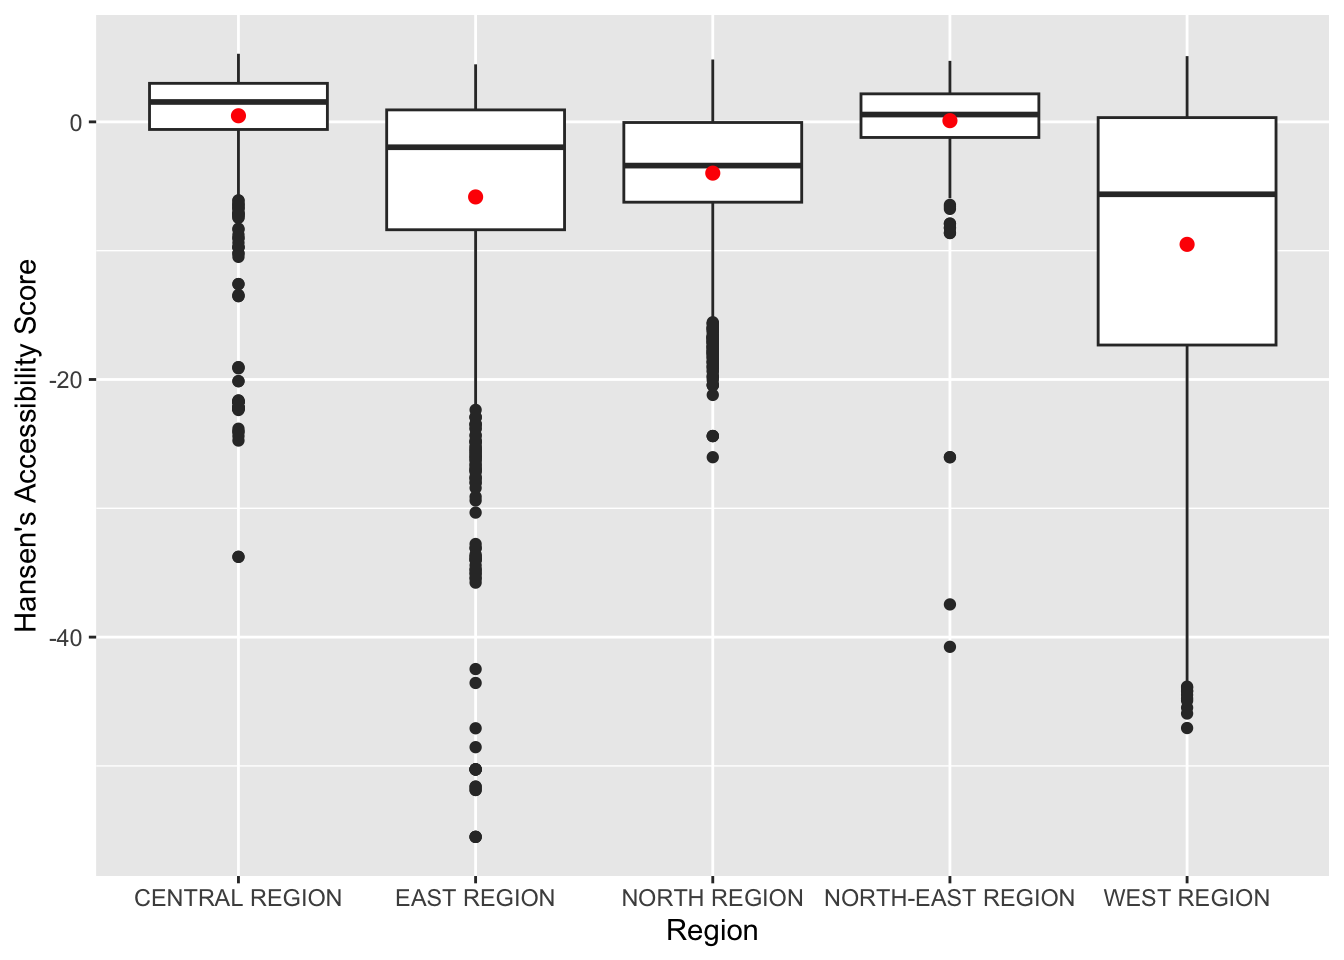 Hansen's Accessibility Score
0
-20
-40
CENTRAL REGION EAST REGION NORTH REGION NORTH-EAST REGION WEST REGION
Region